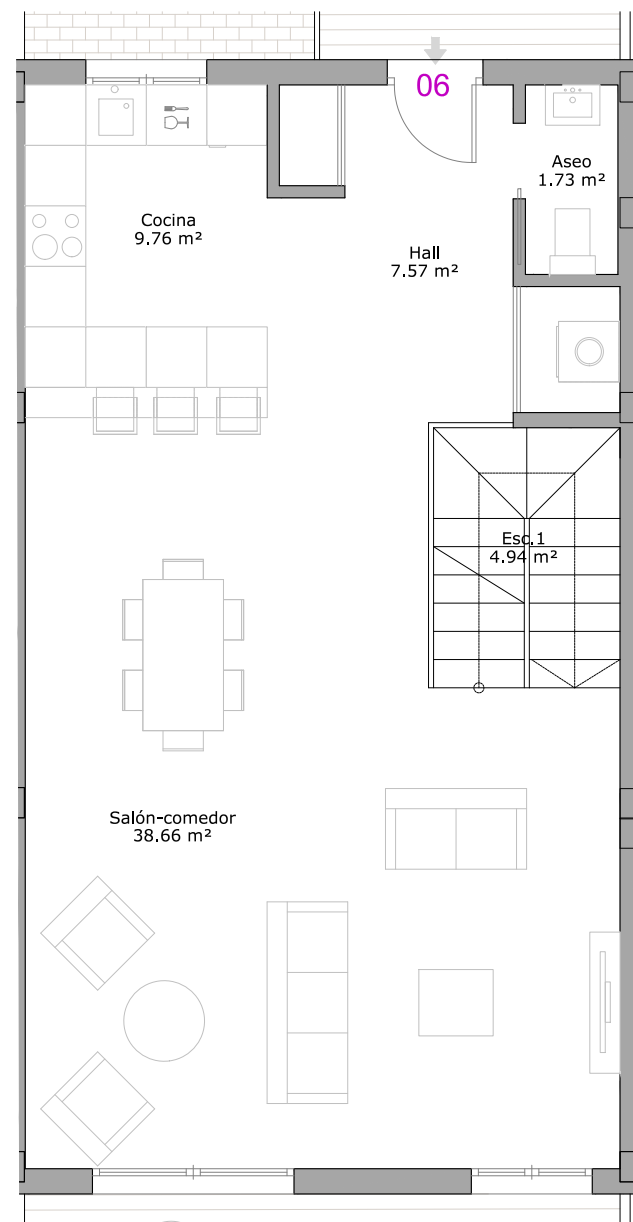 06
Aseo
1.73 m²
Cocina
9.76 m²
Hall
7.57 m²
Esc.1
4.94 m²
Salón-comedor
38.66 m²